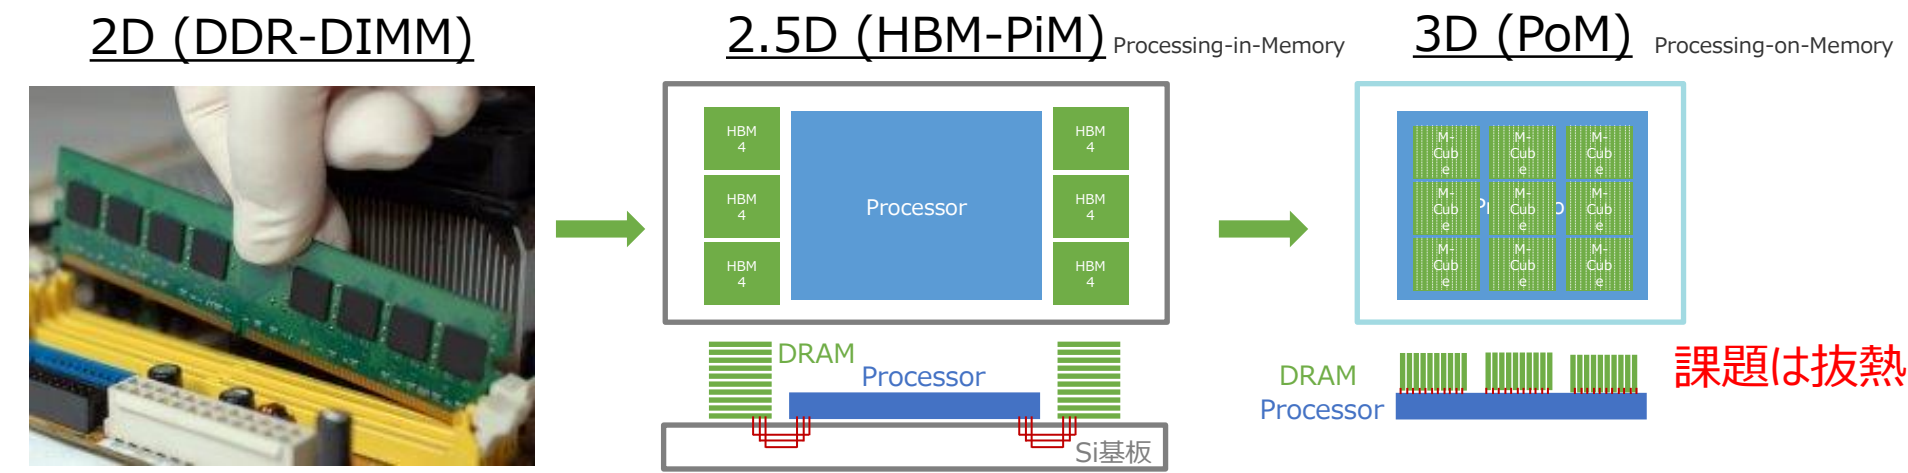 2D (DDR-DIMM)
2.5D (HBM-PiM) Processing-in-Memory
3D (PoM) Processing-on-Memory
HBM
4
HBM
4
HBM
4
Processor
HBM
4
HBM
4
HBM
4
DRAM
Processor
Si基板
M-
Cub
e
M-
Cub
e
M-
Cub
e
M-
Cub
e
M-
Cub
e
M-
Cub
e
M-
Cub
e
M-
Cub
e
M-
Cub
e
DRAM
Processor
課題は抜熱